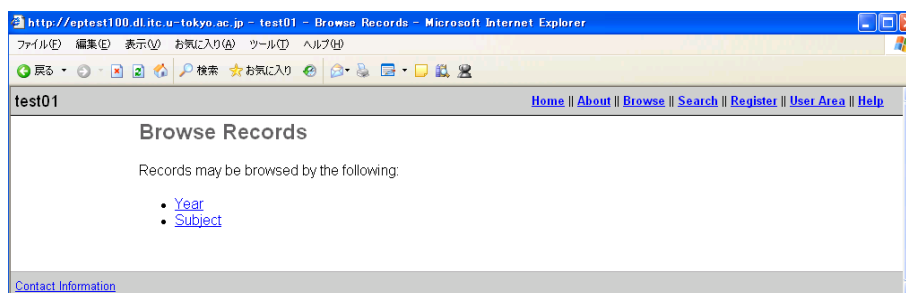 http://eptest100.dl.itc.u-tokyo.ac.jp - test01 - Browse Records - Microsoft Internet Explorer
ファイル(F) 編集(E) 表示(V) お気に入り(A) ツール(T) ヘルプ(H)
戻る 検索 お気に入り
test01 Home || About || Browse || Search || Register || User Area || Help
Browse Records
Records may be browsed by the following:
• Year
• Subject
Contact Information